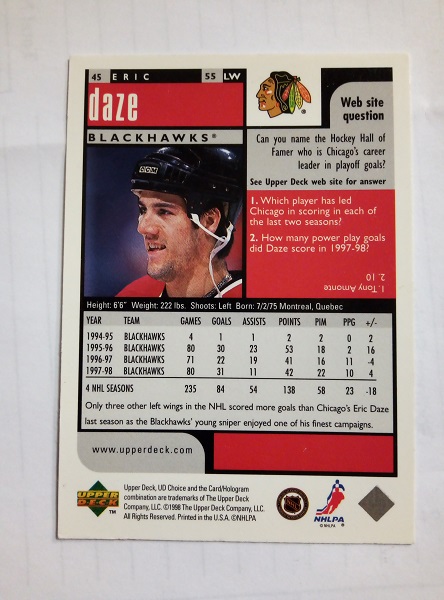 45 ERIC 55 LW
daze
BLACKHAWKS®
CCM
Web site
question
Can you name the Hockey Hall of
Famer who is Chicago's career
leader in playoff goals?
See Upper Deck web site for answer
1. Which player has led
Chicago in scoring in each of
the last two seasons?
2. How many power play goals
did Daze score in 1997-98?
1. Tony Amonte
2. 10
Height: 6'6" Weight: 222 lbs. Shoots: Left Born: 7/2/75 Montreal, Quebec
YEAR TEAM GAMES GOALS ASSISTS POINTS PIM PPG +/-
1994-95 BLACKHAWKS 4 1 1 2 2 0 2
1995-96 BLACKHAWKS 80 30 23 53 18 2 16
1996-97 BLACKHAWKS 71 22 19 41 16 11 -4
1997-98 BLACKHAWKS 80 31 11 42 22 10 4
4 NHL SEASONS 235 84 54 138 58 23 -18
Only three other left wings in the NHL scored more goals than Chicago's Eric Daze
last season as the Blackhawks' young sniper enjoyed one of his finest campaigns.
www.upperdeck.com
UPPER
DECK
™
Upper Deck, UD Choice and the Card/Hologram
combination are trademarks of The Upper Deck
Company, LLC. ©1998 The Upper Deck Company, LLC.
All Rights Reserved. Printed in the U.S.A. ©NHLPA
NHL
NHLPA
© NHLPA